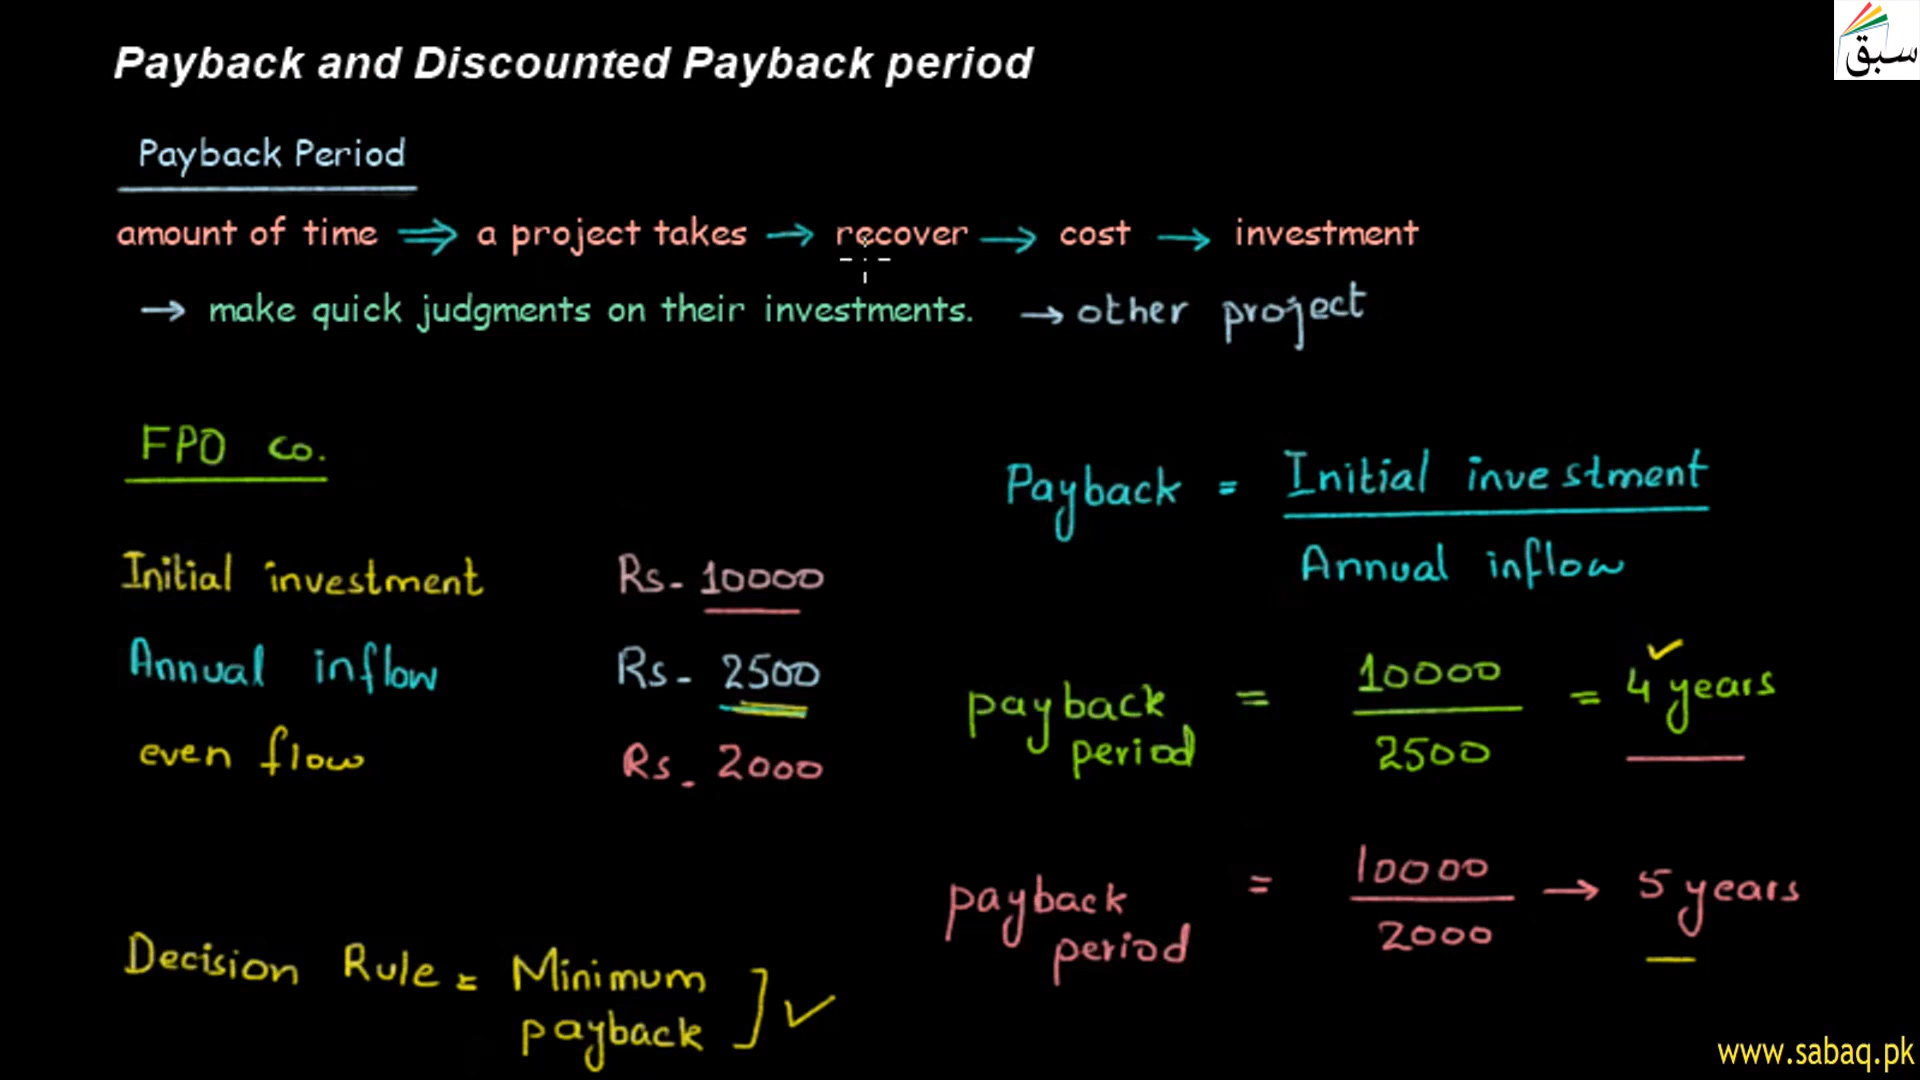 سبق
Payback and Discounted Payback period
Payback Period
amount of time ⇒ a project takes → recover → cost → investment
→ make quick judgments on their investments. → other project
FPO Co.
Payback = Initial investment
Annual inflow
Initial investment Rs- 10000
Annual inflow Rs- 2500
even flow Rs- 2000
payback period = 10000 / 2500 = 4 years ✓
payback period = 10000 / 2000 → 5 years
Decision Rule = Minimum
payback ] ✓
www.sabaq.pk